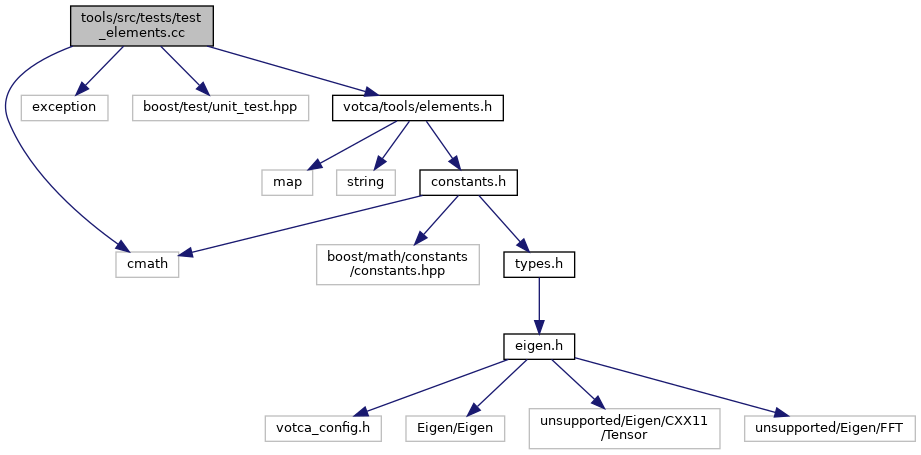 tools/src/tests/test
_elements.cc
exception
boost/test/unit_test.hpp
votca/tools/elements.h
map
string
constants.h
cmath
boost/math/constants
/constants.hpp
types.h
eigen.h
votca_config.h
Eigen/Eigen
unsupported/Eigen/CXX11
/Tensor
unsupported/Eigen/FFT